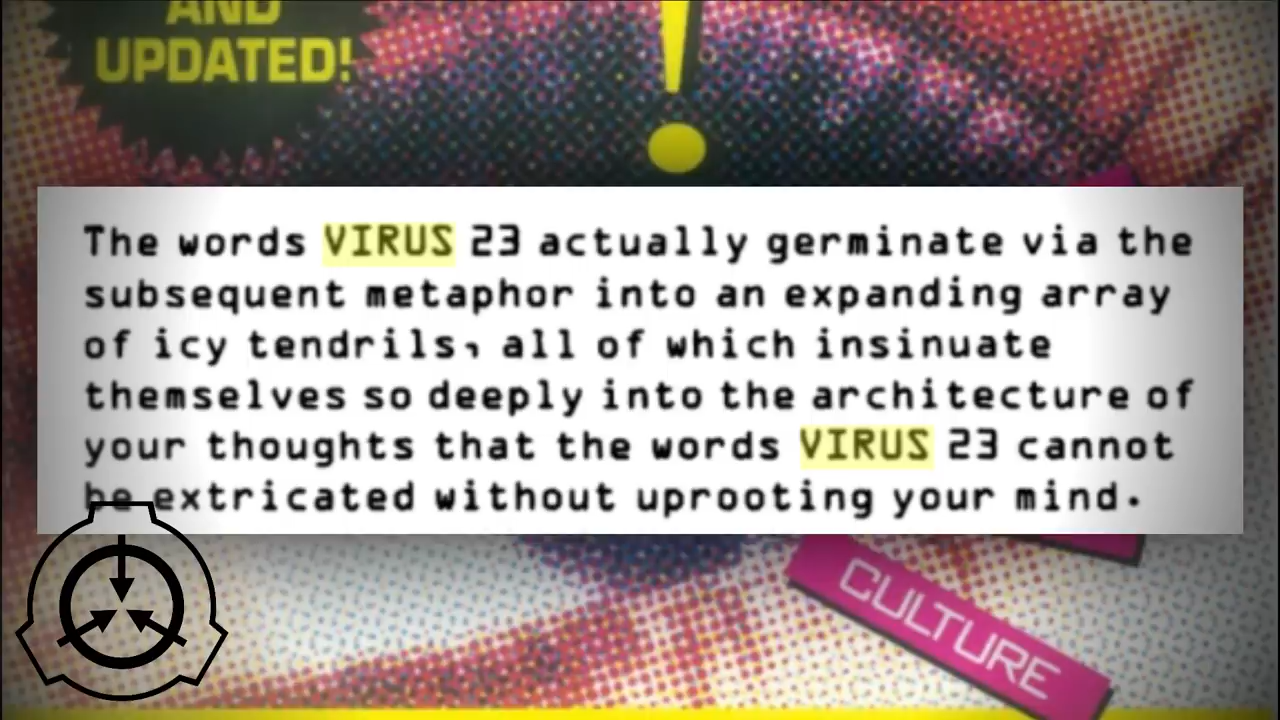 AND
UPDATED!
!
The words VIRUS 23 actually germinate via the
subsequent metaphor into an expanding array
of icy tendrils, all of which insinuate
themselves so deeply into the architecture of
your thoughts that the words VIRUS 23 cannot
be extricated without uprooting your mind.
CULTURE